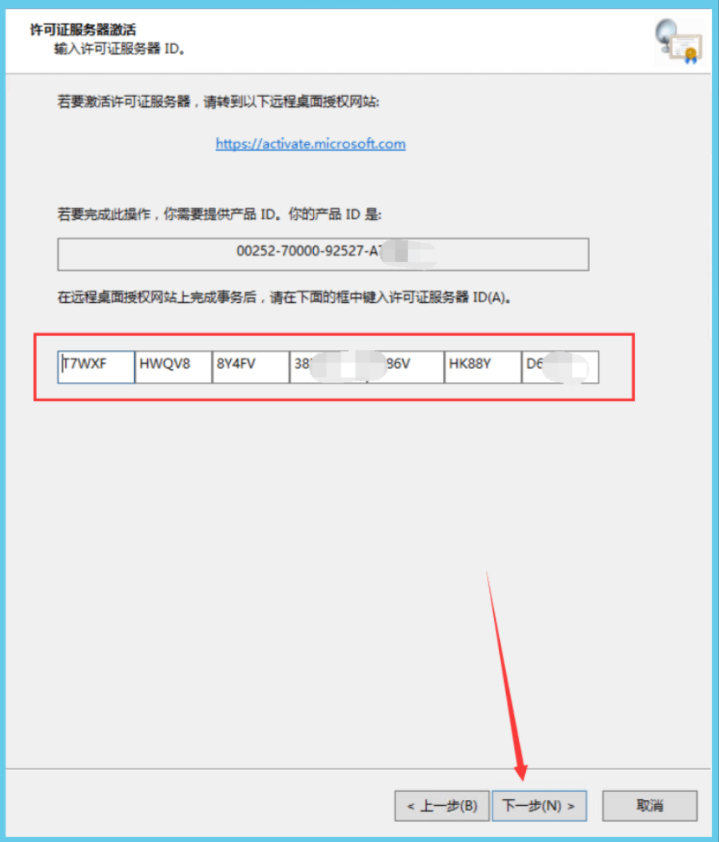 许可证服务器激活
输入许可证服务器 ID。
若要激活许可证服务器，请转到以下远程桌面授权网站:
https://activate.microsoft.com
若要完成此操作，你需要提供产品 ID。你的产品 ID 是:
00252-70000-92527-A
在远程桌面授权网站上完成事务后，请在下面的框中键入许可证服务器 ID(A)。
T7WXF HWQV8 8Y4FV 38 86V HK88Y D6
< 上一步(B) 下一步(N) > 取消